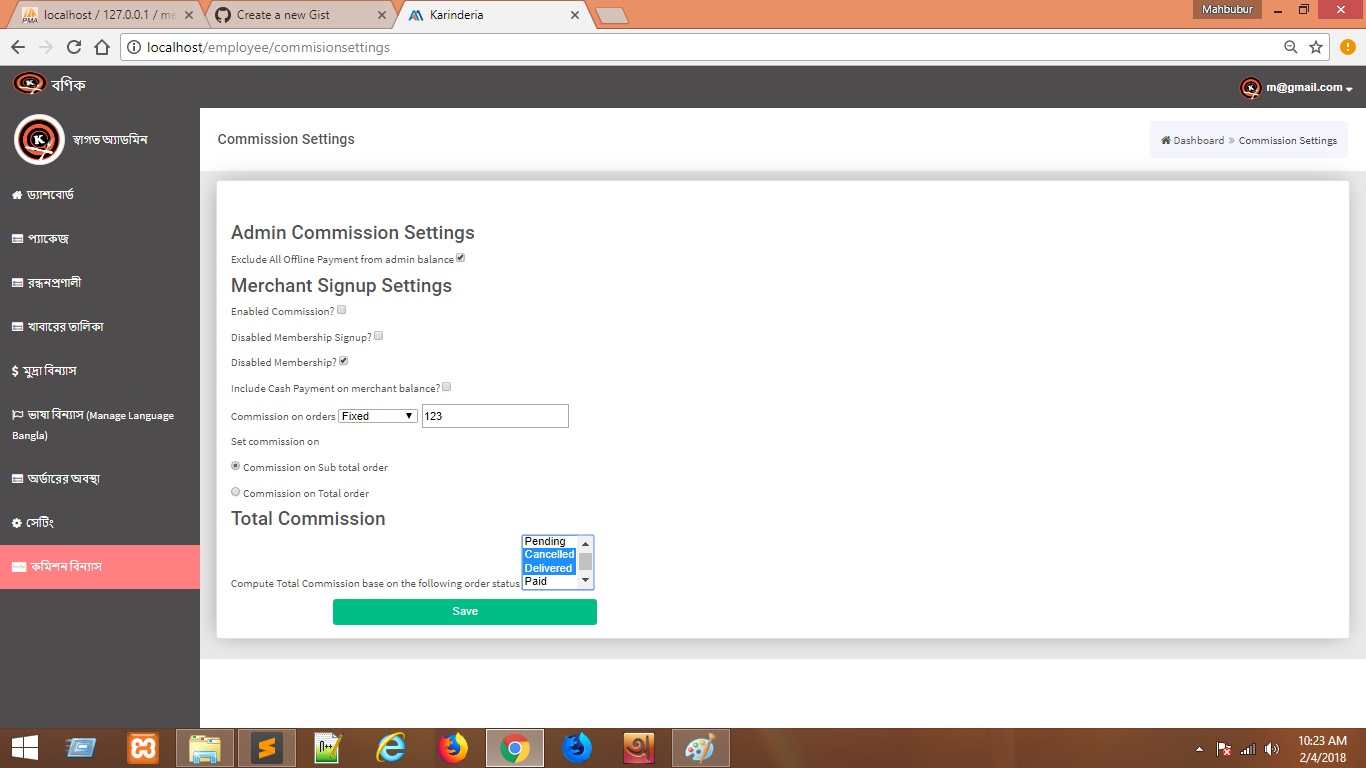 localhost / 127.0.0.1 / me
Create a new Gist
Karinderia
Mahbubur
localhost/employee/commisionsettings
বণিক
m@gmail.com
স্বাগত অ্যাডমিন
Commission Settings
Dashboard » Commission Settings
ড্যাশবোর্ড
প্যাকেজ
রন্ধনপ্রণালী
খাবারের তালিকা
$ মুদ্রা বিন্যাস
ভাষা বিন্যাস (Manage Language
Bangla)
অর্ডারের অবস্থা
সেটিং
কমিশন বিন্যাস
Admin Commission Settings
Exclude All Offline Payment from admin balance
Merchant Signup Settings
Enabled Commission?
Disabled Membership Signup?
Disabled Membership?
Include Cash Payment on merchant balance?
Commission on orders Fixed 123
Set commission on
Commission on Sub total order
Commission on Total order
Total Commission
Pending
Cancelled
Delivered
Paid
Compute Total Commission base on the following order status
Save
10:23 AM
2/4/2018